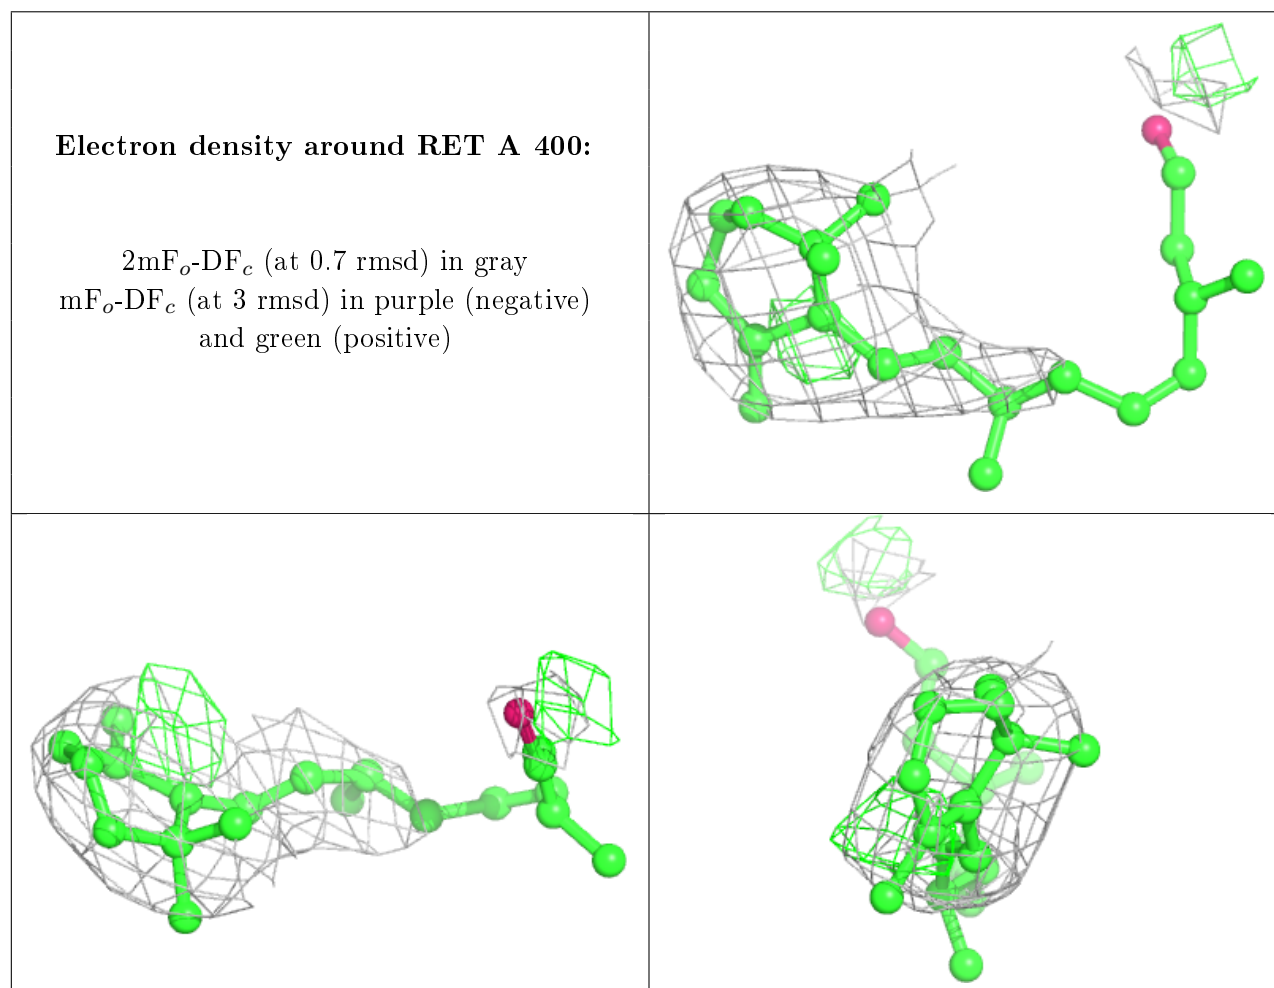 Electron density around RET A 400:
2mFo-DFc (at 0.7 rmsd) in gray
mFo-DFc (at 3 rmsd) in purple (negative)
and green (positive)